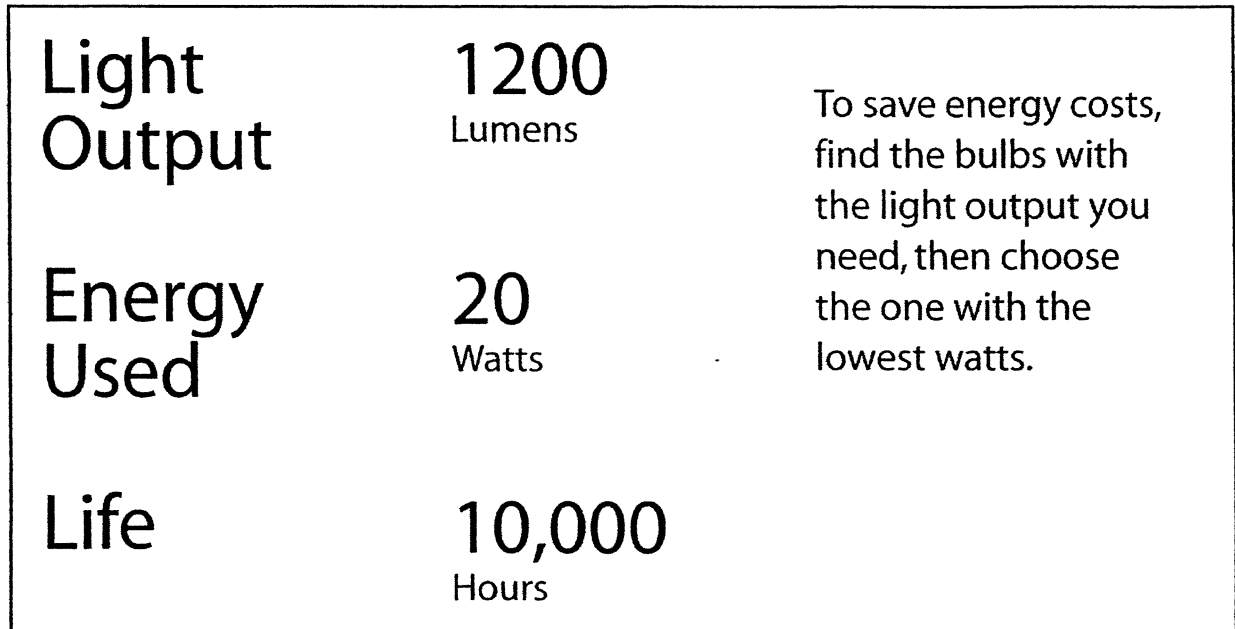 Light
Output
1200
Lumens
Energy
Used
20
Watts
Life
10,000
Hours
To save energy costs,
find the bulbs with
the light output you
need, then choose
the one with the
lowest watts.